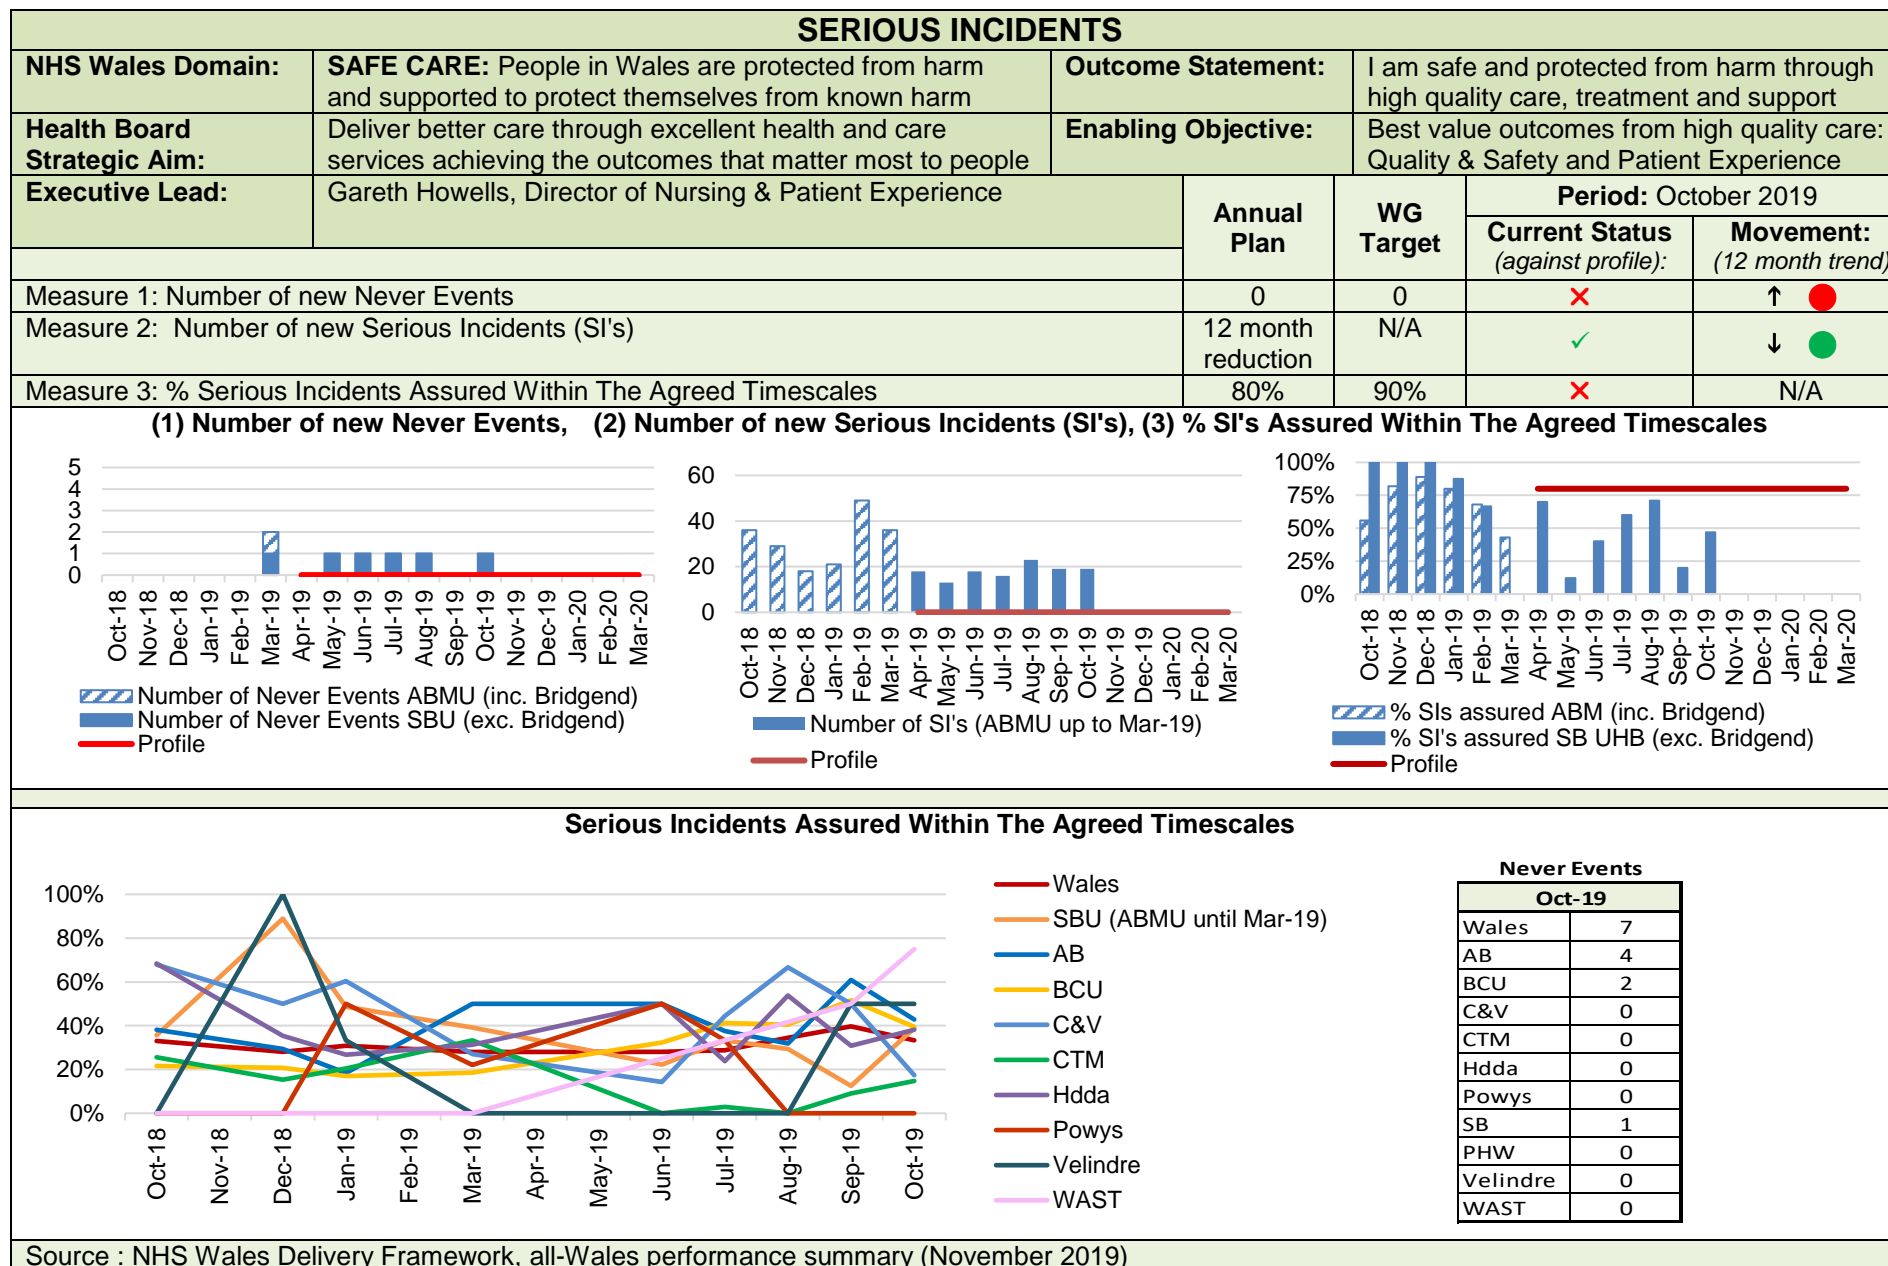 SERIOUS INCIDENTS
NHS Wales Domain:
SAFE CARE: People in Wales are protected from harm
and supported to protect themselves from known harm
Outcome Statement:
I am safe and protected from harm through
high quality care, treatment and support
Health Board
Strategic Aim:
Deliver better care through excellent health and care
services achieving the outcomes that matter most to people
Enabling Objective:
Best value outcomes from high quality care:
Quality & Safety and Patient Experience
Executive Lead:
Gareth Howells, Director of Nursing & Patient Experience
Annual
Plan
WG
Target
Period: October 2019
Current Status
(against profile):
Movement:
(12 month trend)
Measure 1: Number of new Never Events
0
0
✕
↑
Measure 2: Number of new Serious Incidents (SI's)
12 month
reduction
N/A
✓
↓
Measure 3: % Serious Incidents Assured Within The Agreed Timescales
80%
90%
✕
N/A
(1) Number of new Never Events, (2) Number of new Serious Incidents (SI's), (3) % SI's Assured Within The Agreed Timescales
5
4
3
2
1
0
Oct-18
Nov-18
Dec-18
Jan-19
Feb-19
Mar-19
Apr-19
May-19
Jun-19
Jul-19
Aug-19
Sep-19
Oct-19
Nov-19
Dec-19
Jan-20
Feb-20
Mar-20
Number of Never Events ABMU (inc. Bridgend)
Number of Never Events SBU (exc. Bridgend)
Profile
60
40
20
0
Oct-18
Nov-18
Dec-18
Jan-19
Feb-19
Mar-19
Apr-19
May-19
Jun-19
Jul-19
Aug-19
Sep-19
Oct-19
Nov-19
Dec-19
Jan-20
Feb-20
Mar-20
Number of SI's (ABMU up to Mar-19)
Profile
100%
75%
50%
25%
0%
Oct-18
Nov-18
Dec-18
Jan-19
Feb-19
Mar-19
Apr-19
May-19
Jun-19
Jul-19
Aug-19
Sep-19
Oct-19
Nov-19
Dec-19
Jan-20
Feb-20
Mar-20
% SIs assured ABM (inc. Bridgend)
% SI's assured SB UHB (exc. Bridgend)
Profile
Serious Incidents Assured Within The Agreed Timescales
100%
80%
60%
40%
20%
0%
Oct-18
Nov-18
Dec-18
Jan-19
Feb-19
Mar-19
Apr-19
May-19
Jun-19
Jul-19
Aug-19
Sep-19
Oct-19
Wales
SBU (ABMU until Mar-19)
AB
BCU
C&V
CTM
Hdda
Powys
Velindre
WAST
Never Events
Oct-19
Wales 7
AB 4
BCU 2
C&V 0
CTM 0
Hdda 0
Powys 0
SB 1
PHW 0
Velindre 0
WAST 0
Source : NHS Wales Delivery Framework, all-Wales performance summary (November 2019)